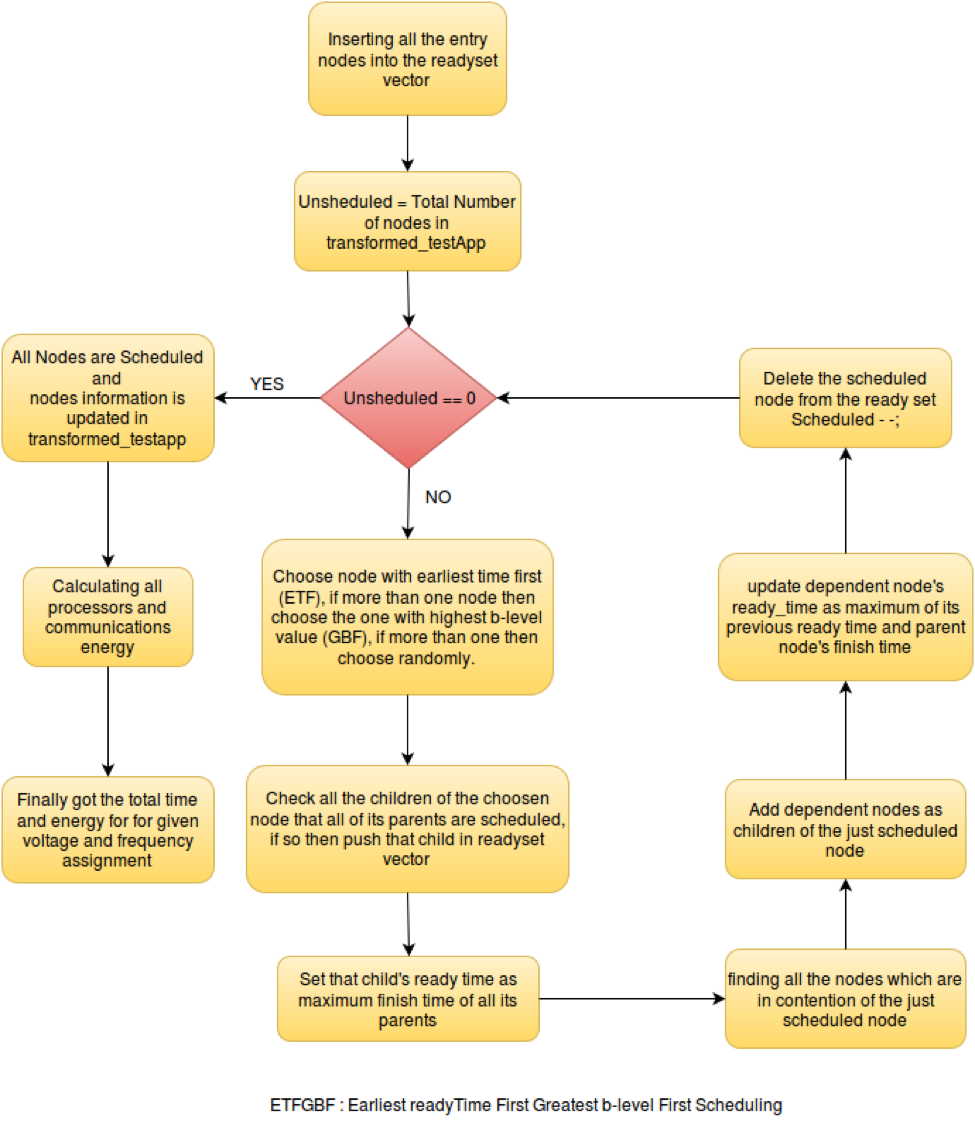 Inserting all the entry
nodes into the readyset
vector
Unsheduled = Total Number
of nodes in
transformed_testApp
Unsheduled == 0
YES
NO
All Nodes are Scheduled
and
nodes information is
updated in
transformed_testapp
Calculating all
processors and
communications
energy
Finally got the total time
and energy for for given
voltage and frequency
assignment
Choose node with earliest time first
(ETF), if more than one node then
choose the one with highest b-level
value (GBF), if more than one then
choose randomly.
Check all the children of the choosen
node that all of its parents are scheduled,
if so then push that child in readyset
vector
Set that child's ready time as
maximum finish time of all its
parents
finding all the nodes which are
in contention of the just
scheduled node
Add dependent nodes as
children of the just scheduled
node
update dependent node's
ready_time as maximum of its
previous ready time and parent
node's finish time
Delete the scheduled
node from the ready set
Scheduled - -;
ETFGBF : Earliest readyTime First Greatest b-level First Scheduling